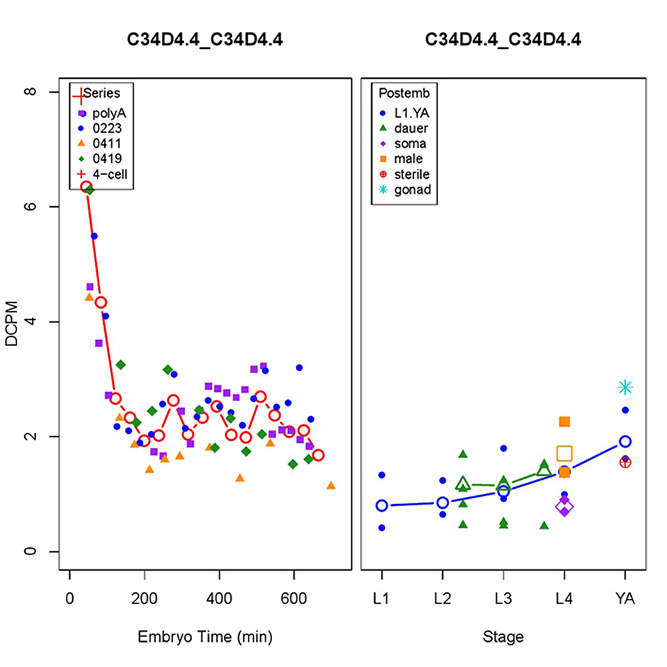 C34D4.4_C34D4.4
C34D4.4_C34D4.4
DCPM
8
6
4
2
0
Series
polyA
0223
0411
0419
4-cell
Postemb
L1.YA
dauer
soma
male
sterile
gonad
0 200 400 600
L1 L2 L3 L4 YA
Embryo Time (min)
Stage